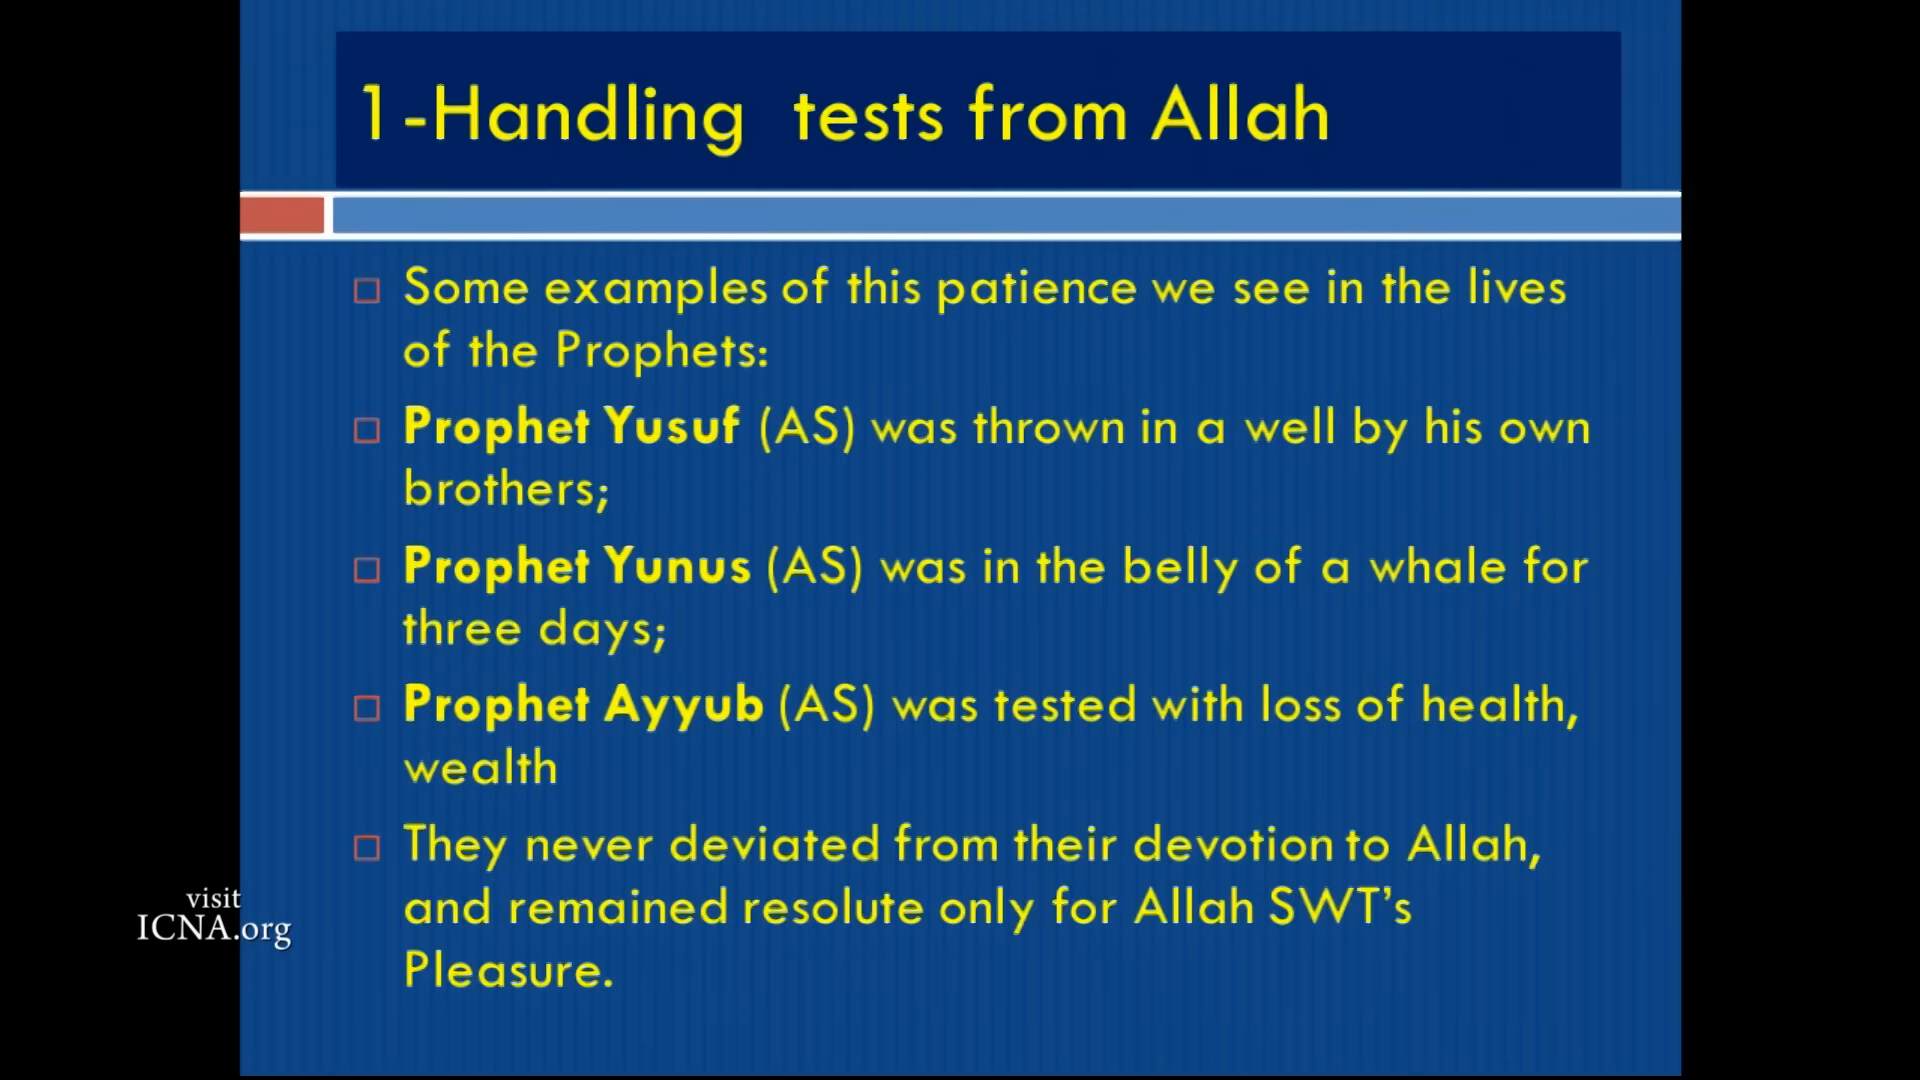 1-Handling tests from Allah
Some examples of this patience we see in the lives
of the Prophets:
Prophet Yusuf (AS) was thrown in a well by his own
brothers;
Prophet Yunus (AS) was in the belly of a whale for
three days;
Prophet Ayyub (AS) was tested with loss of health,
wealth
They never deviated from their devotion to Allah,
and remained resolute only for Allah SWT’s
Pleasure.
visit
ICNA.org